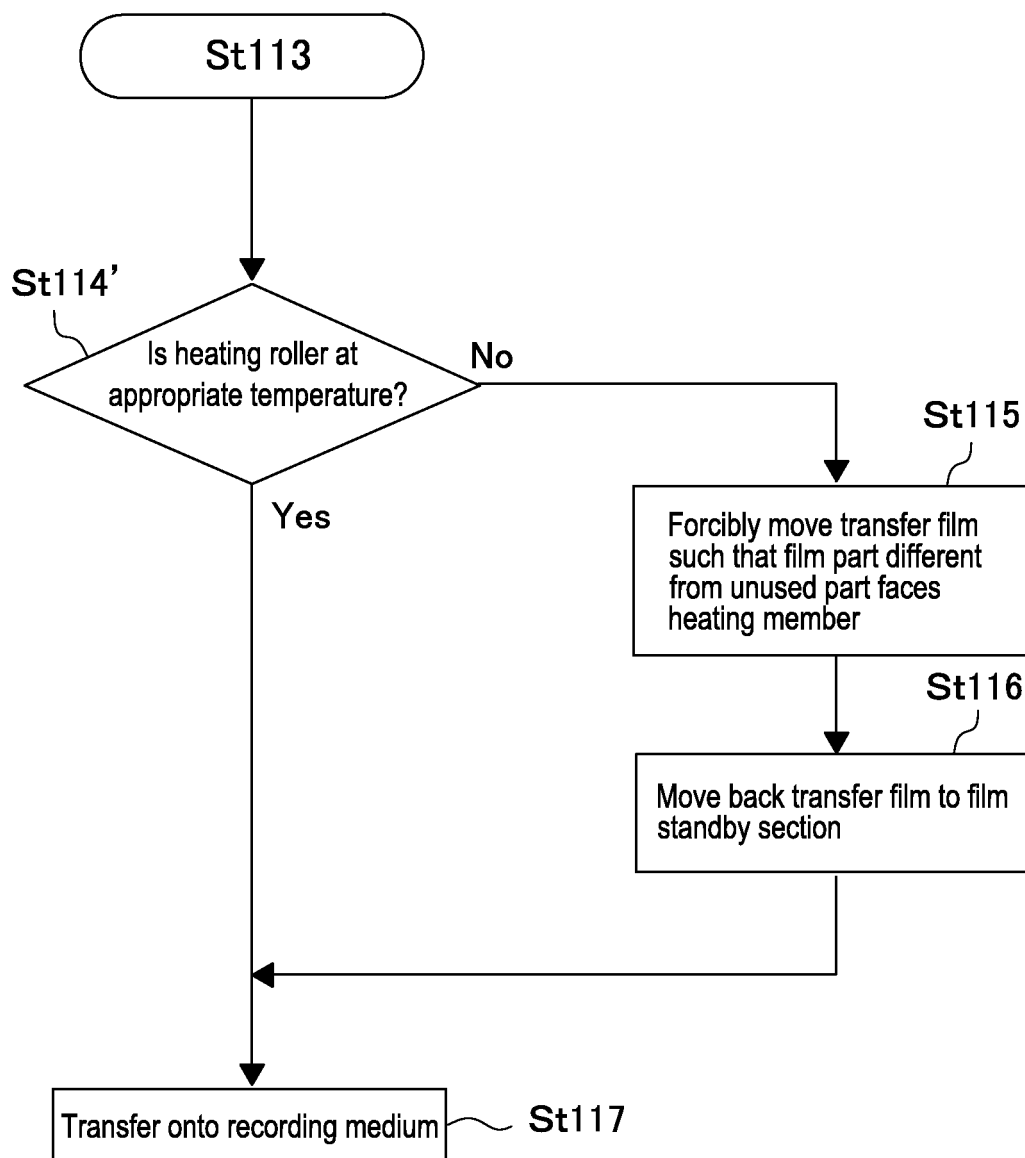 St113
St114’
Is heating roller at
appropriate temperature?
No
Yes
St115
Forcibly move transfer film
such that film part different
from unused part faces
heating member
St116
Move back transfer film to film
standby section
Transfer onto recording medium
St117